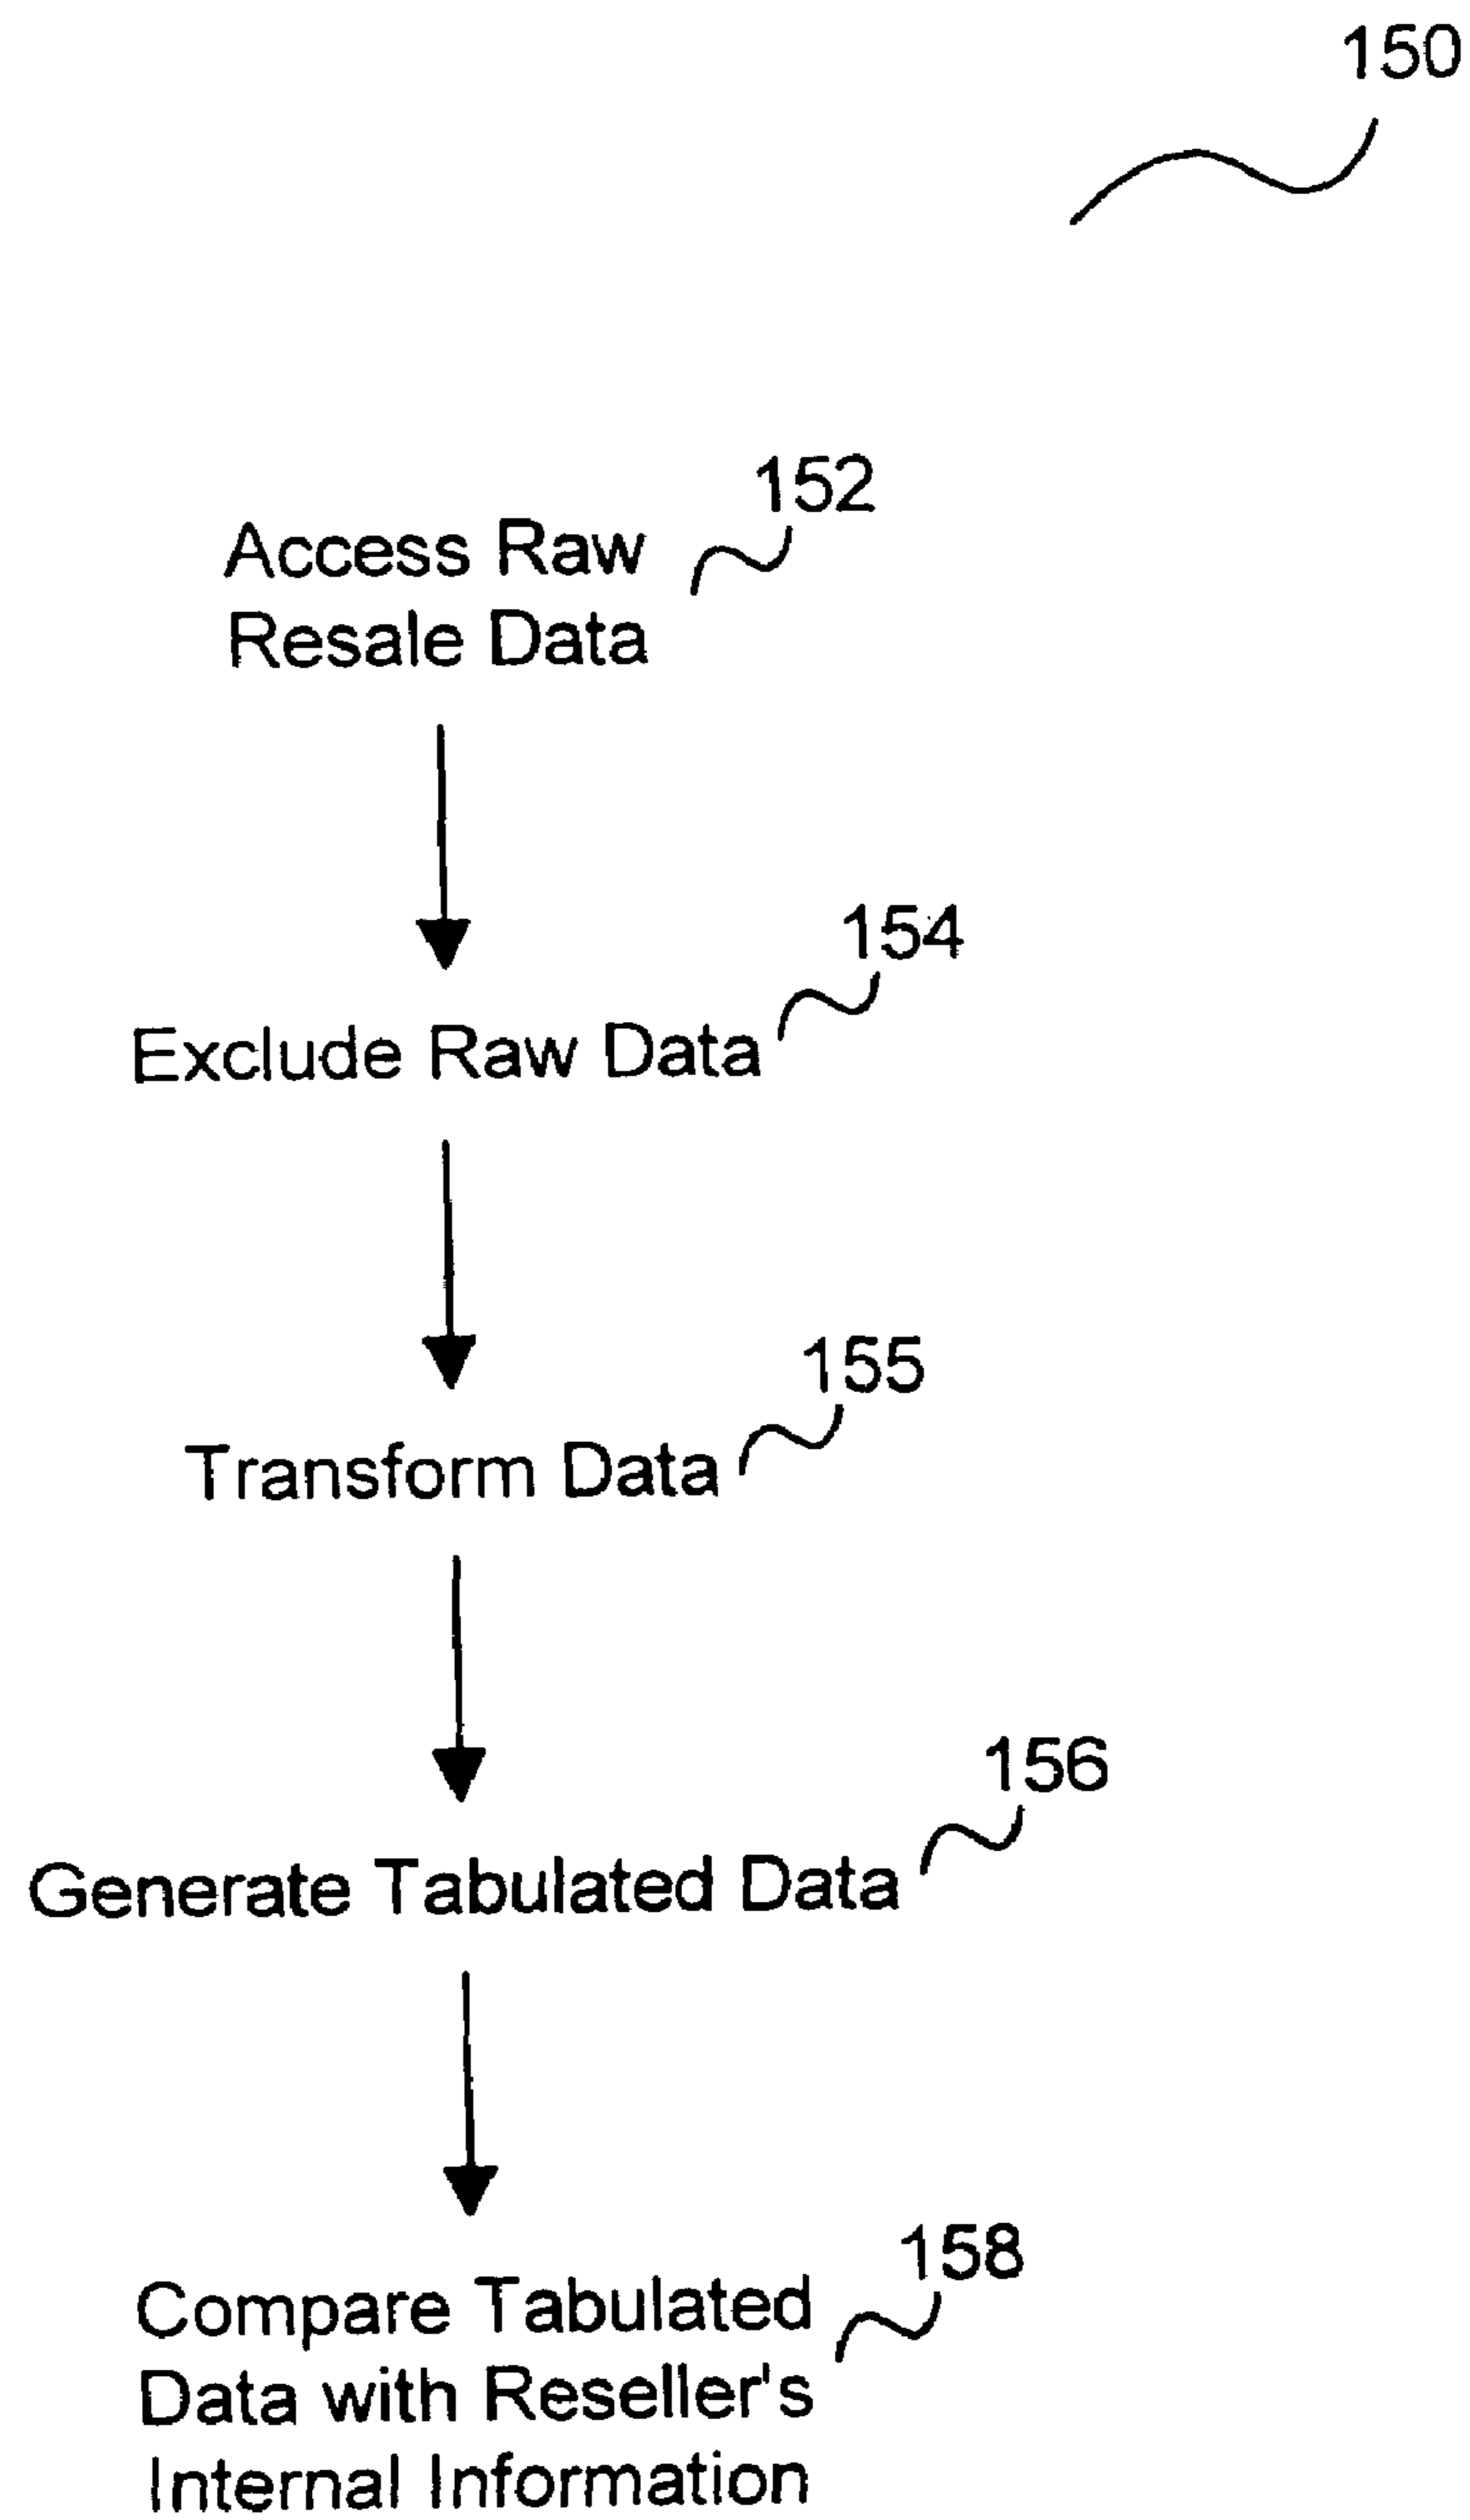 150
152
Access Raw
Resale Data
154
Exclude Raw Data
155
Transform Data
156
Generate Tabulated Data
158
Compare Tabulated
Data with Reseller's
Internal Information